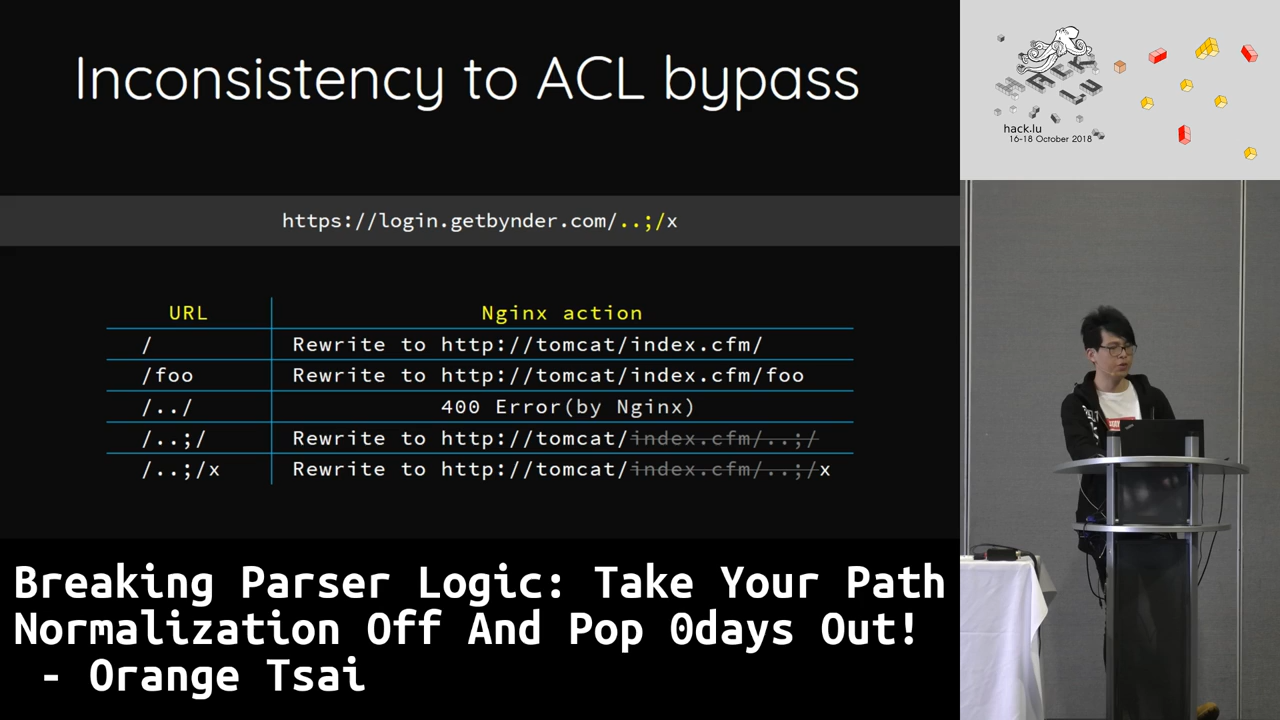 Inconsistency to ACL bypass
https://login.getbynder.com/..;/x
URL Nginx action
/ Rewrite to http://tomcat/index.cfm/
/foo Rewrite to http://tomcat/index.cfm/foo
/../ 400 Error(by Nginx)
/..;/ Rewrite to http://tomcat/index.cfm/..;/
/..;/x Rewrite to http://tomcat/index.cfm/..;/x
Breaking Parser Logic: Take Your Path
Normalization Off And Pop 0days Out!
- Orange Tsai
HACK
LU
hack.lu
16-18 October 2018